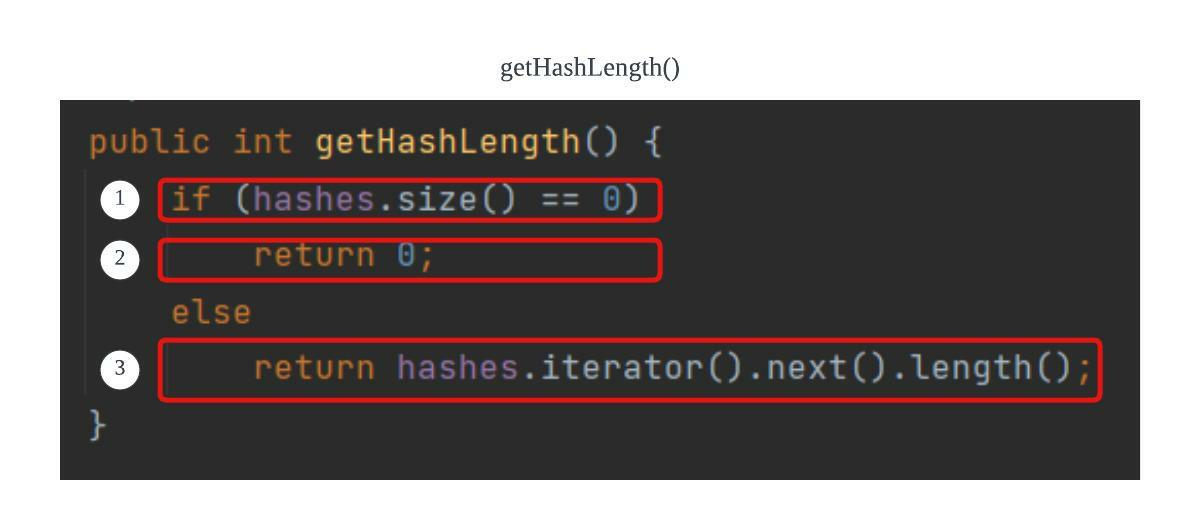 getHashLength()
public int getHashLength() {
1 if (hashes.size() == 0)
2 return 0;
else
3 return hashes.iterator().next().length();
}